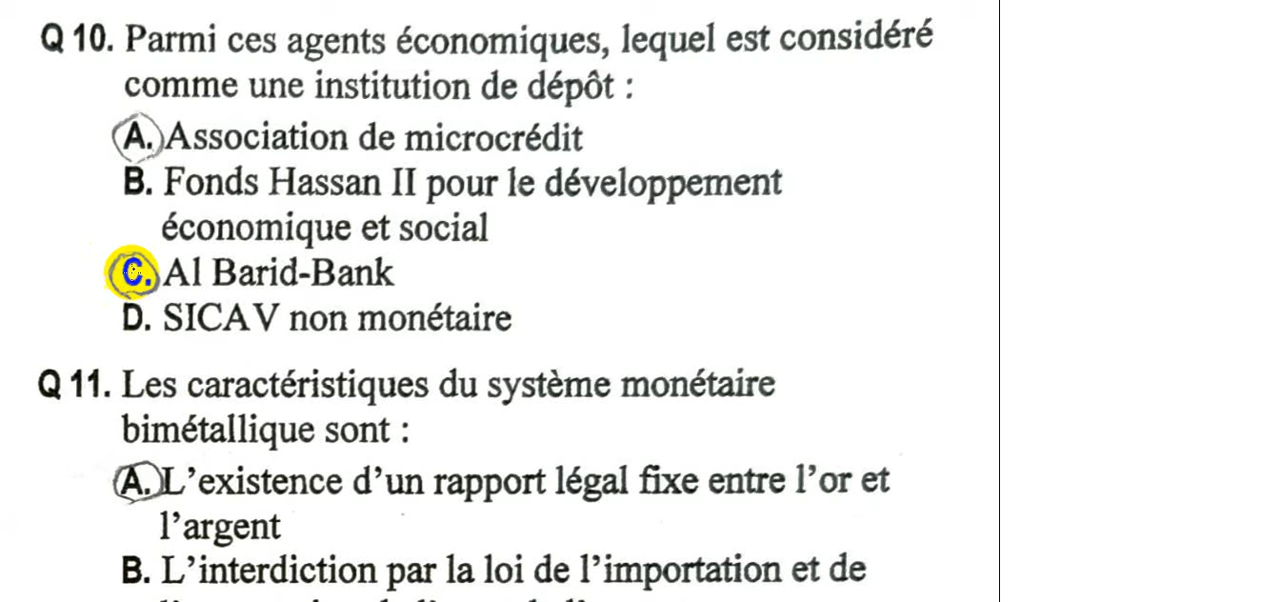 Q 10. Parmi ces agents économiques, lequel est considéré
comme une institution de dépôt :
A. Association de microcrédit
B. Fonds Hassan II pour le développement
économique et social
C. Al Barid-Bank
D. SICAV non monétaire
Q 11. Les caractéristiques du système monétaire
bimétallique sont :
A. L'existence d'un rapport légal fixe entre l'or et
l'argent
B. L'interdiction par la loi de l'importation et de